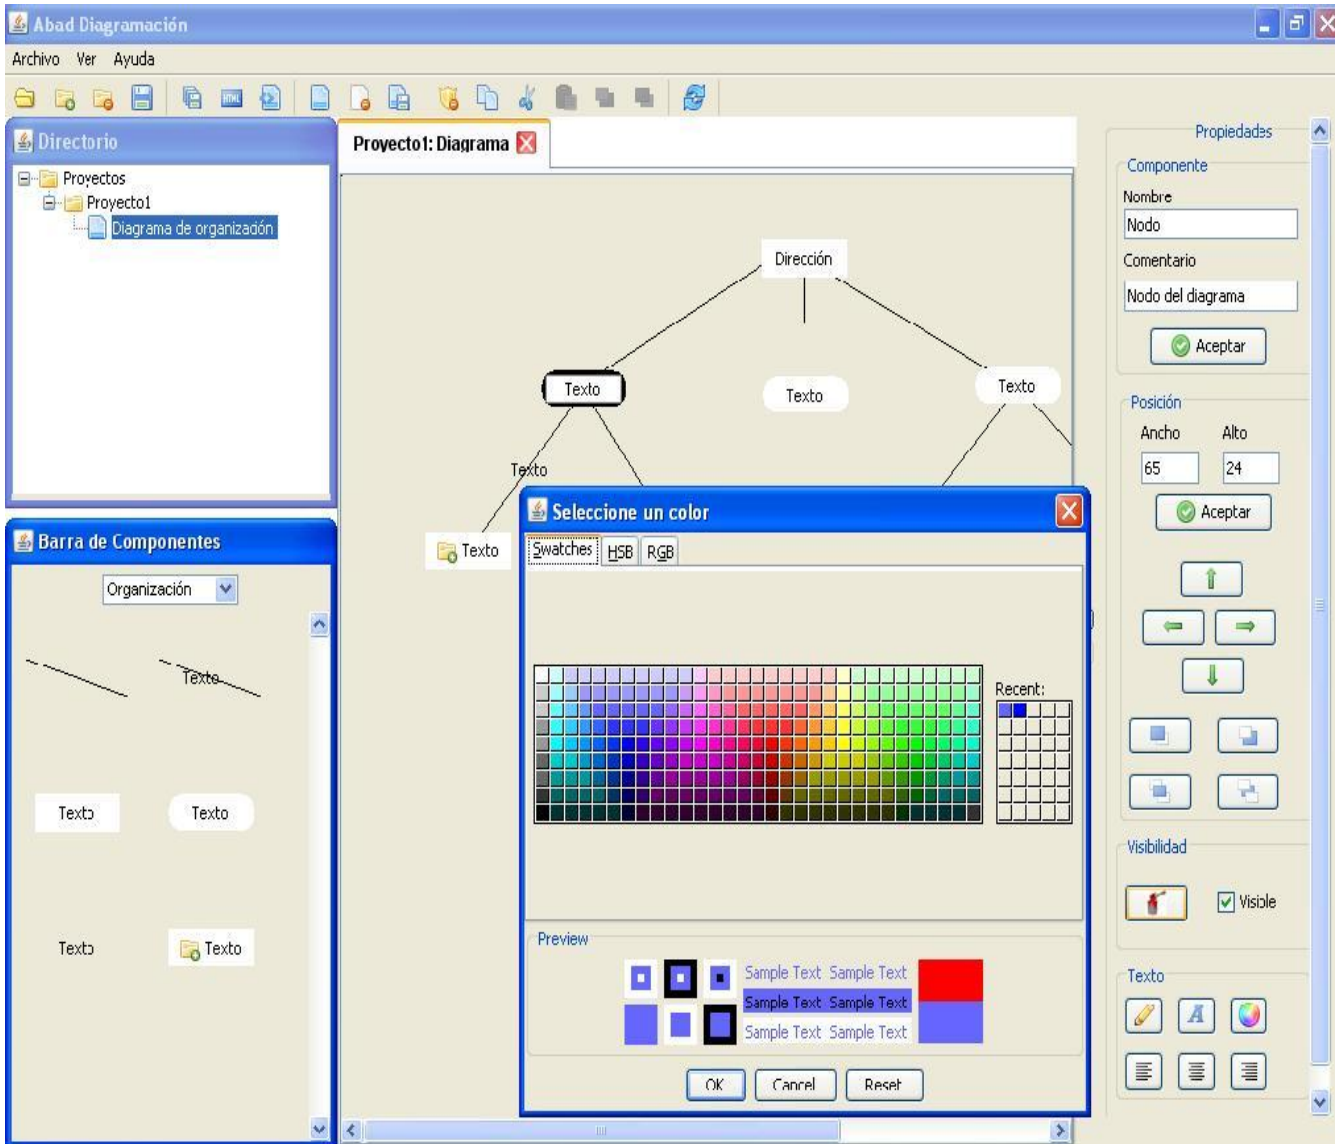 Abad Diagramación
Archivo Ver Ayuda
HTML
Directorio
Proyectos
Proyecto1
Diagrama de organización
Barra de Componentes
Organización
Texto
Texto Texto
Texto Texto
Proyecto1: Diagrama
Dirección
Texto Texto Texto
Texto
Texto
Seleccione un color
Swatches HSB RGB
Recent:
Preview
Sample Text Sample Text
Sample Text Sample Text
Sample Text Sample Text
OK Cancel Reset
Propiedades
Componente
Nombre
Nodo
Comentario
Nodo del diagrama
Aceptar
Posición
Ancho Alto
65 24
Aceptar
Visibilidad
Visible
Texto
A